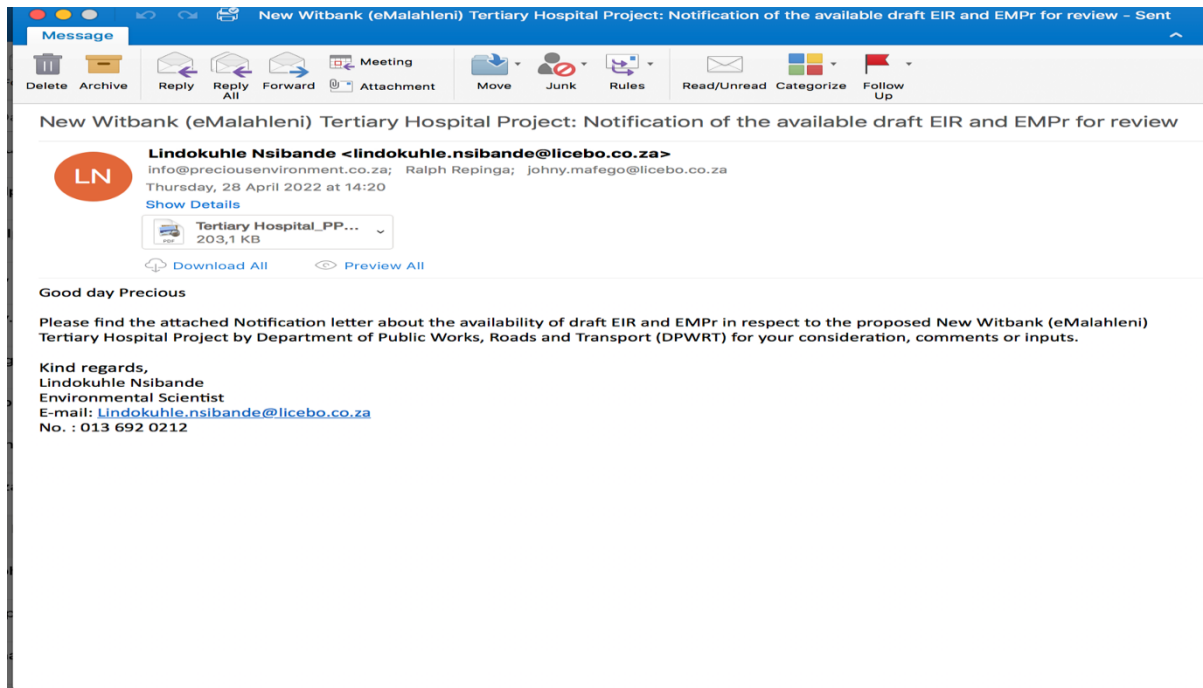 New Witbank (eMalahleni) Tertiary Hospital Project: Notification of the available draft EIR and EMPr for review – Sent
Message
Delete Archive Reply Reply All Forward Meeting Attachment Move Junk Rules Read/Unread Categorize Follow Up
New Witbank (eMalahleni) Tertiary Hospital Project: Notification of the available draft EIR and EMPr for review
LN
Lindokuhle Nsibande <lindokuhle.nsibande@licebo.co.za>
info@preciousenvironment.co.za; Ralph Repinga; johny.mafego@licebo.co.za
Thursday, 28 April 2022 at 14:20
Show Details
PDF
Tertiary Hospital_PP...
203,1 KB
Download All Preview All
Good day Precious
Please find the attached Notification letter about the availability of draft EIR and EMPr in respect to the proposed New Witbank (eMalahleni)
Tertiary Hospital Project by Department of Public Works, Roads and Transport (DPWRT) for your consideration, comments or inputs.
Kind regards,
Lindokuhle Nsibande
Environmental Scientist
E-mail: Lindokuhle.nsibande@licebo.co.za
No. : 013 692 0212